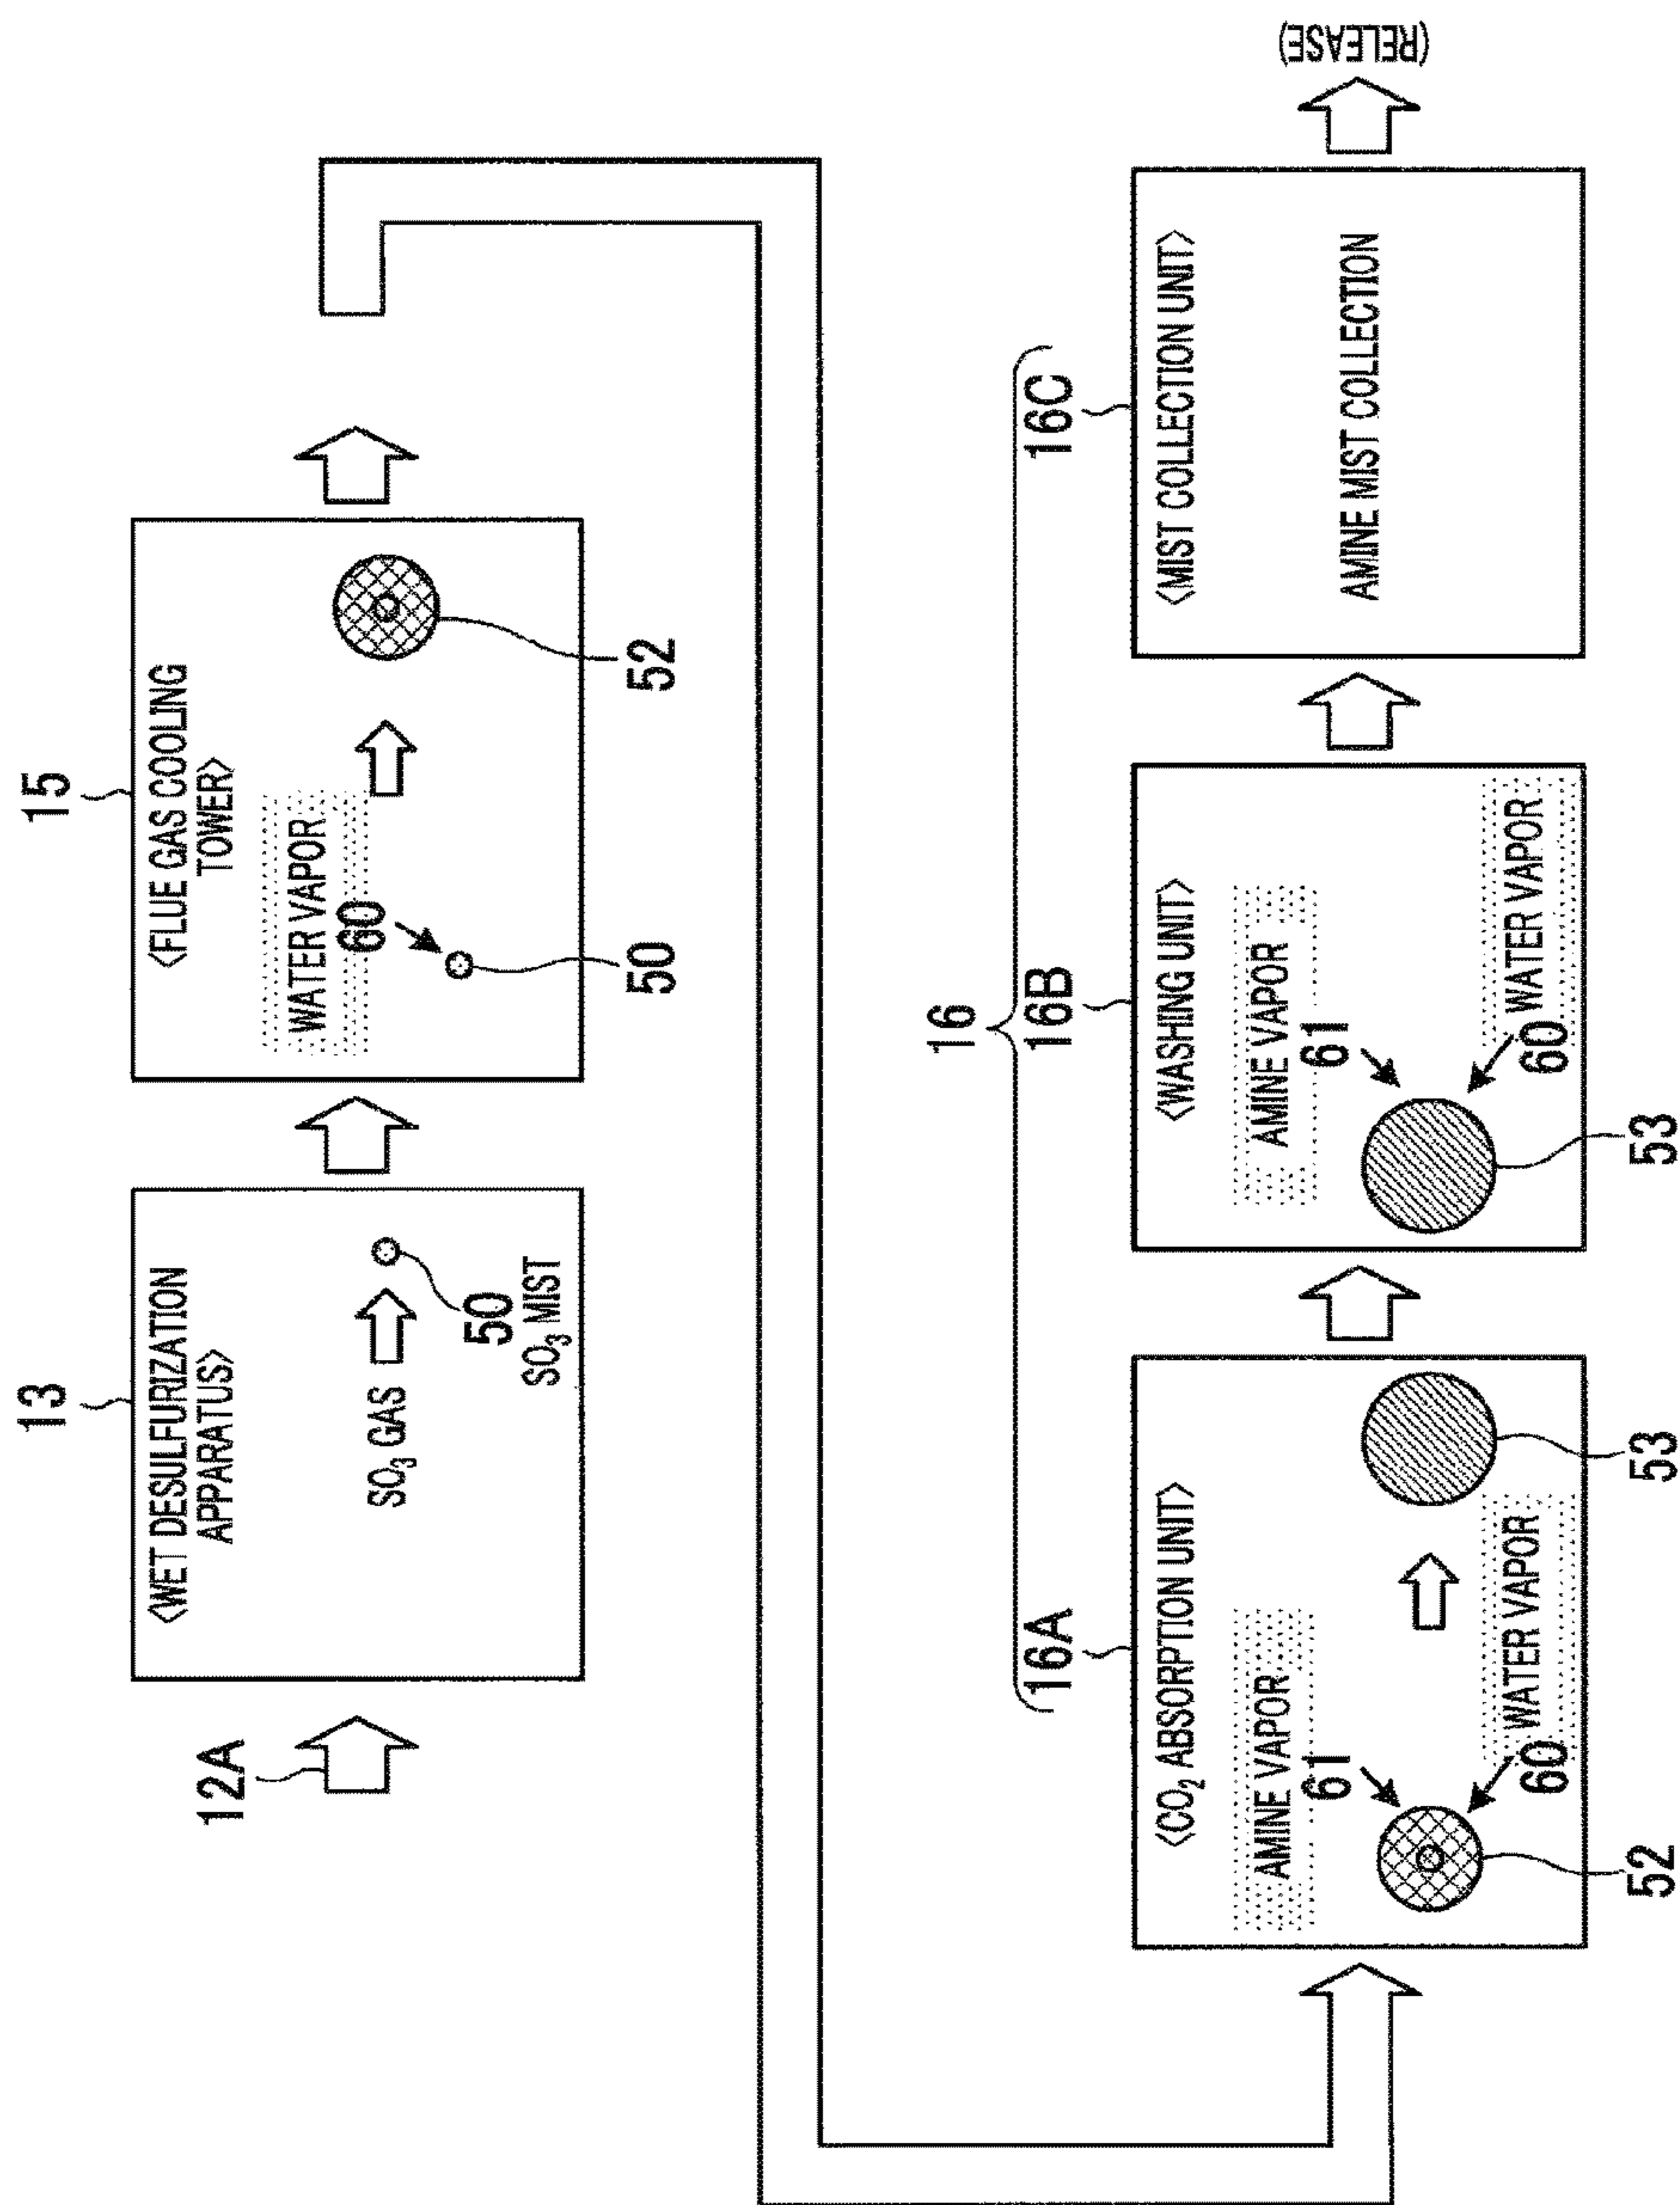 12A
13
<WET DESULFURIZATION
APPARATUS>
SO₃ GAS
50
SO₃ MIST
15
<FLUE GAS COOLING
TOWER>
WATER VAPOR
60
50
52
16
16A
<CO₂ ABSORPTION UNIT>
AMINE VAPOR
61
WATER VAPOR
60
52
53
16B
<WASHING UNIT>
AMINE VAPOR
61
WATER VAPOR
60
53
16C
<MIST COLLECTION UNIT>
AMINE MIST COLLECTION
(RELEASE)